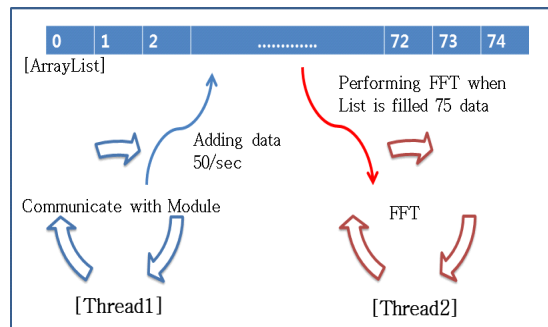 0 1 2 ............. 72 73 74
[ArrayList]
Performing FFT when
List is filled 75 data
Adding data
50/sec
Communicate with Module
FFT
[Thread1]
[Thread2]